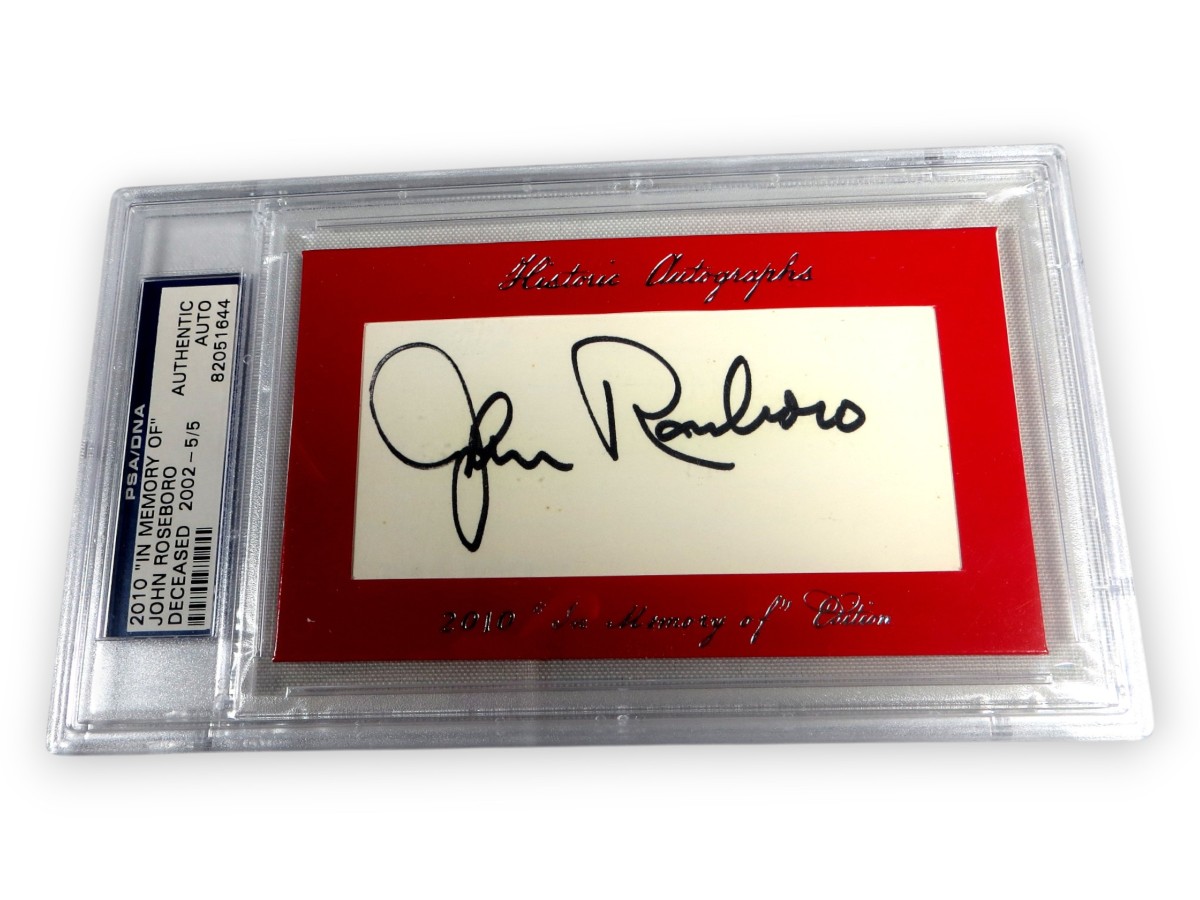 PSA/DNA
2010 "IN MEMORY OF"
JOHN ROSEBORO
DECEASED 2002 - 5/5
AUTHENTIC
AUTO
82051644
Historic Autographs
John Roseboro
2010 "In Memory of" Edition